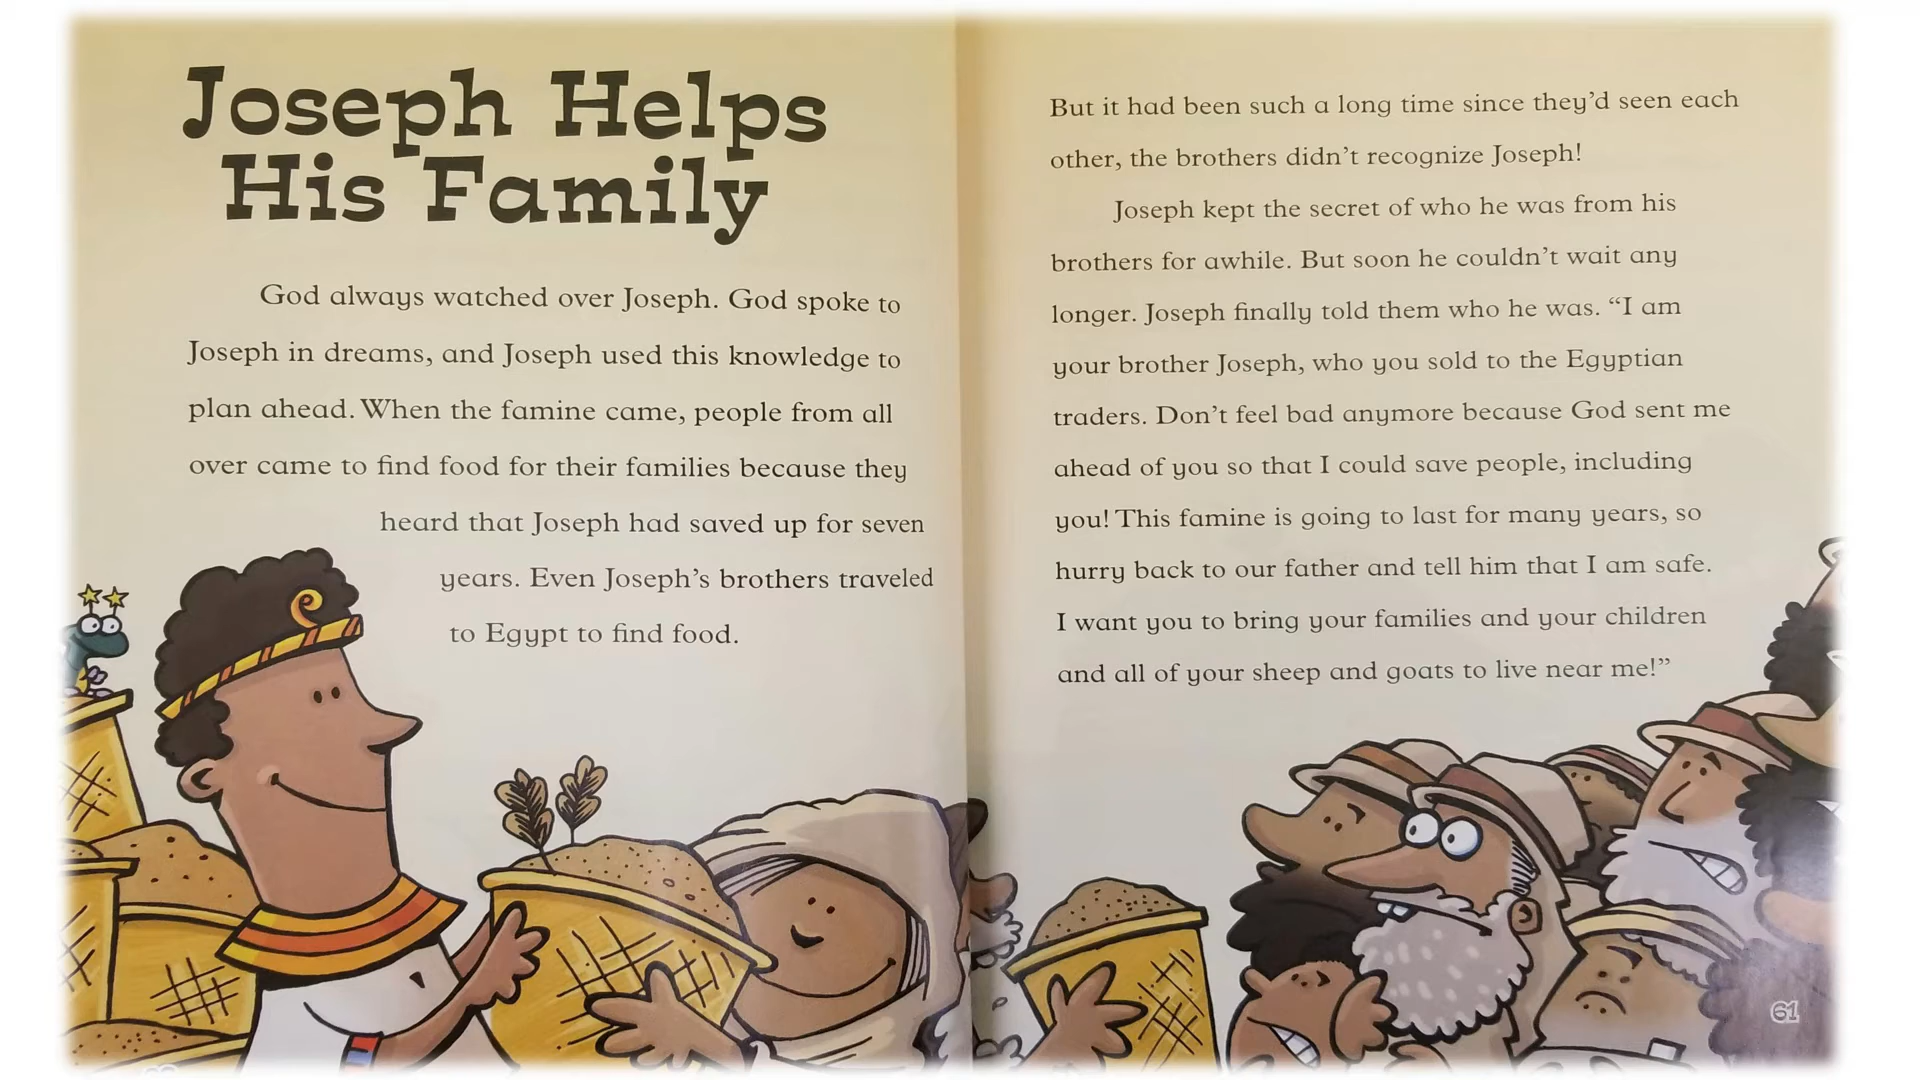 Joseph Helps
His Family
God always watched over Joseph. God spoke to
Joseph in dreams, and Joseph used this knowledge to
plan ahead. When the famine came, people from all
over came to find food for their families because they
heard that Joseph had saved up for seven
years. Even Joseph's brothers traveled
to Egypt to find food.
But it had been such a long time since they'd seen each
other, the brothers didn't recognize Joseph!
Joseph kept the secret of who he was from his
brothers for awhile. But soon he couldn't wait any
longer. Joseph finally told them who he was. “I am
your brother Joseph, who you sold to the Egyptian
traders. Don't feel bad anymore because God sent me
ahead of you so that I could save people, including
you! This famine is going to last for many years, so
hurry back to our father and tell him that I am safe.
I want you to bring your families and your children
and all of your sheep and goats to live near me!”
61